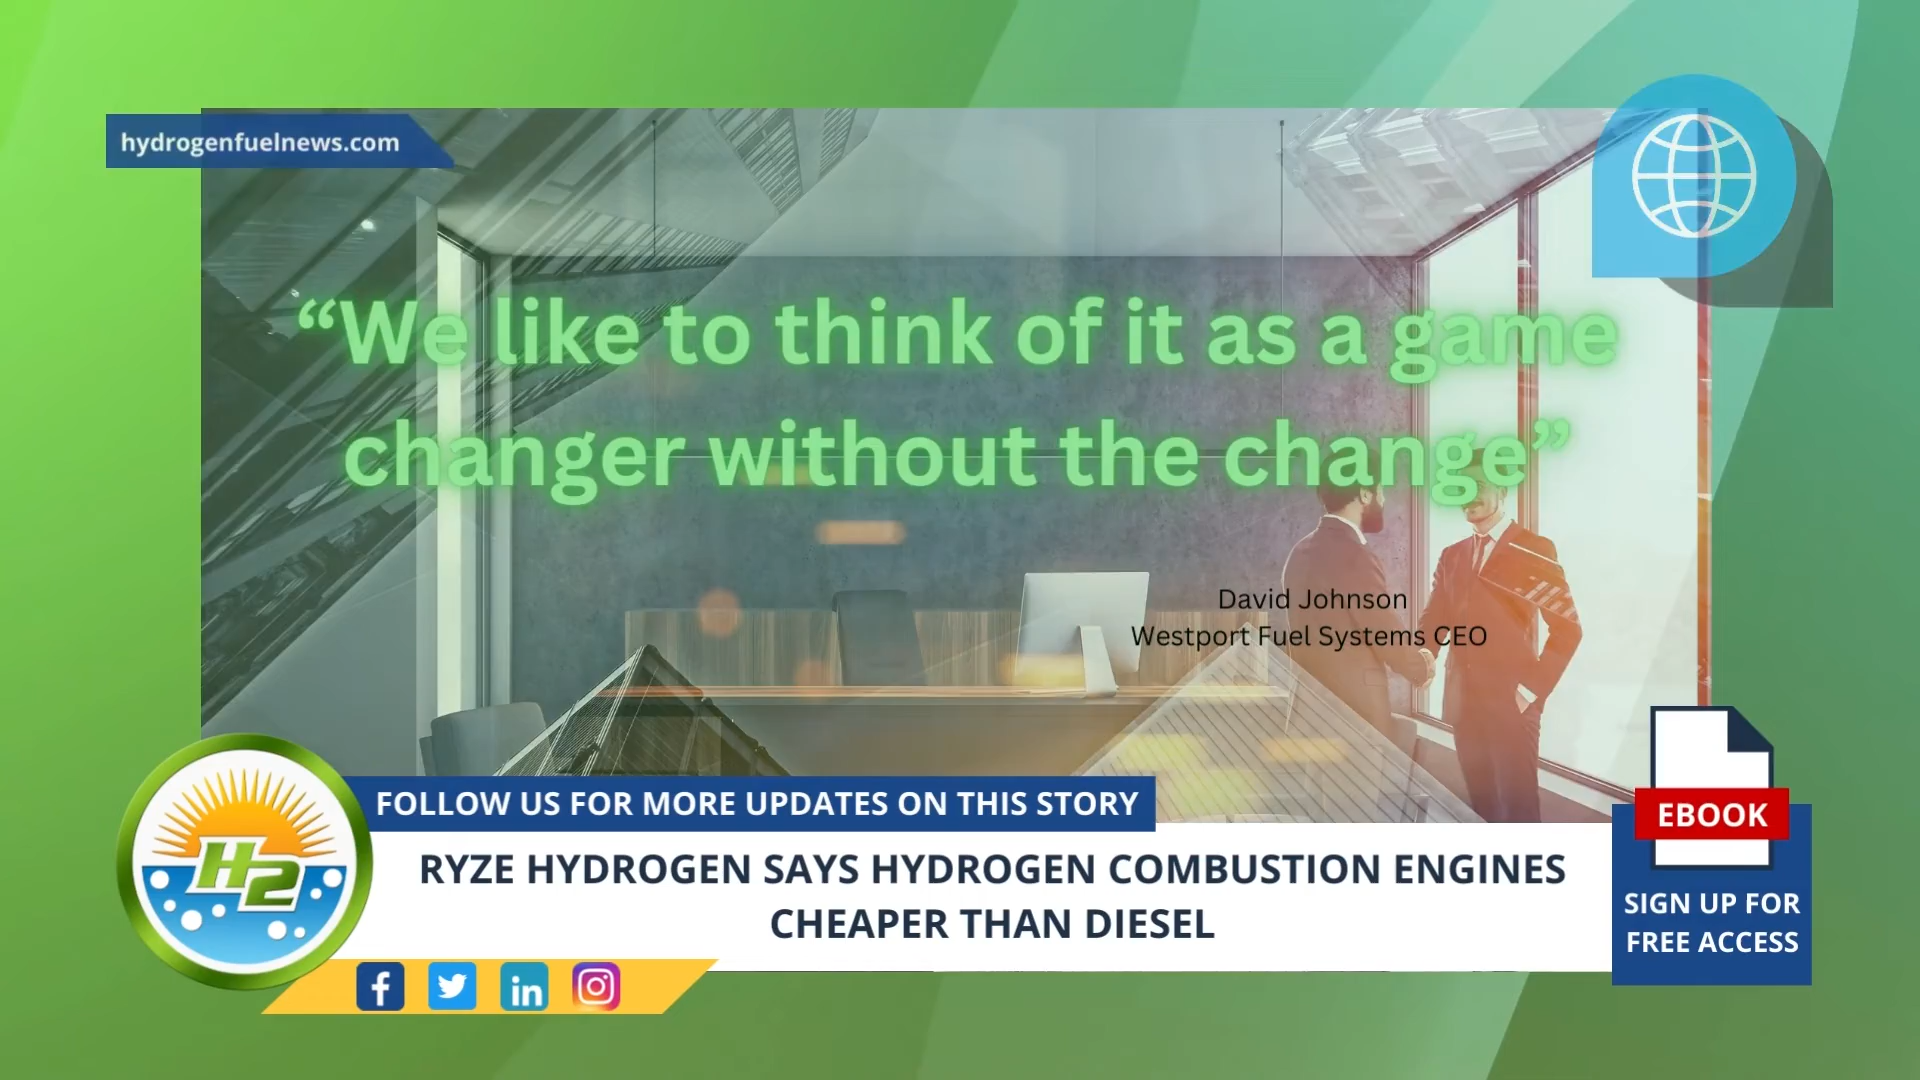 hydrogenfuelnews.com
“We like to think of it as a game
changer without the change”
David Johnson
Westport Fuel Systems CEO
FOLLOW US FOR MORE UPDATES ON THIS STORY
RYZE HYDROGEN SAYS HYDROGEN COMBUSTION ENGINES
CHEAPER THAN DIESEL
H2
EBOOK
SIGN UP FOR
FREE ACCESS
f
in